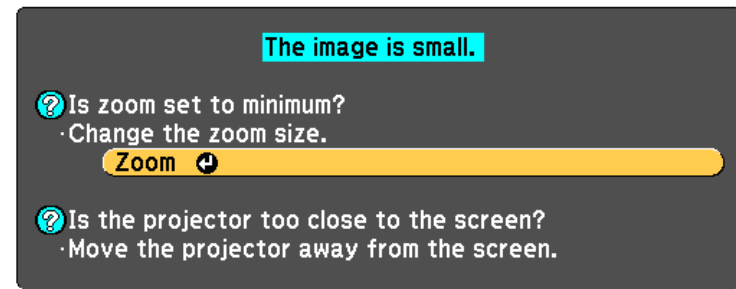 The image is small.
Is zoom set to minimum?
·Change the zoom size.
Zoom
Is the projector too close to the screen?
·Move the projector away from the screen.